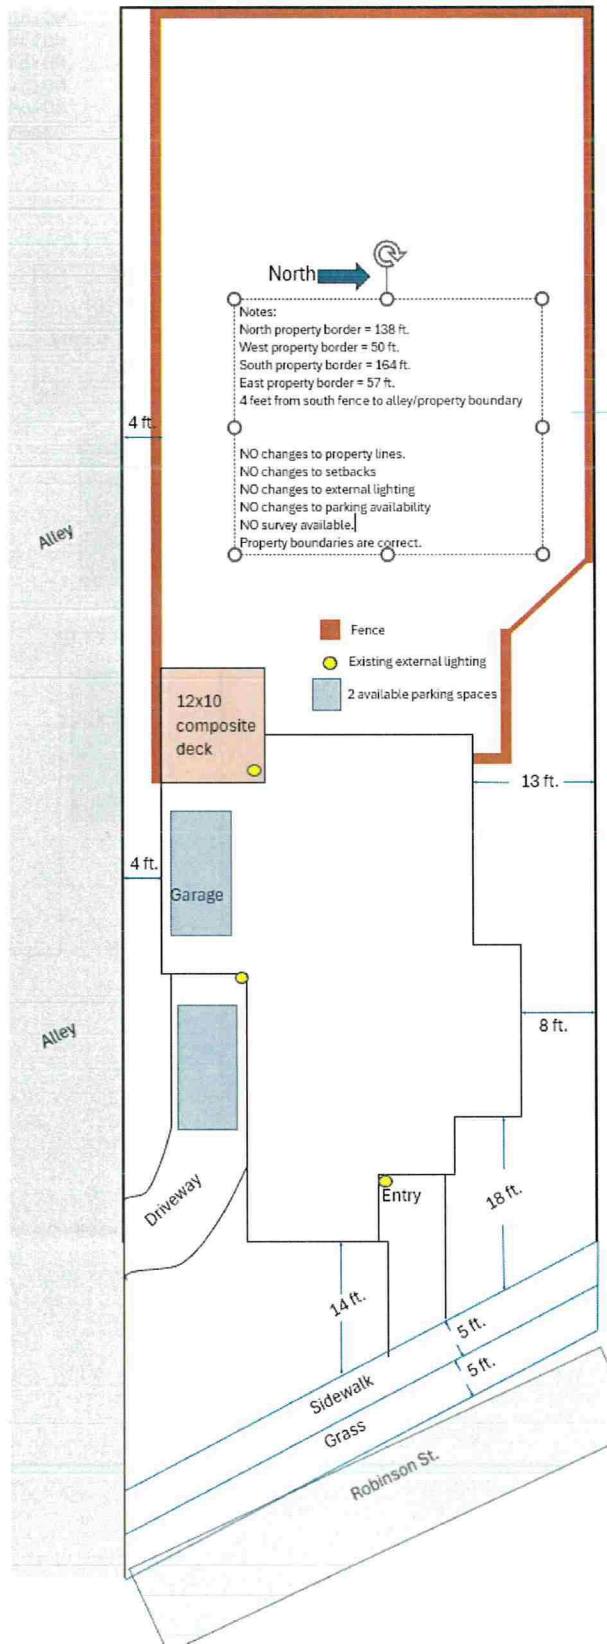 North
Notes:
North property border = 138 ft.
West property border = 50 ft.
South property border = 164 ft.
East property border = 57 ft.
4 feet from south fence to alley/property boundary
4 ft.
NO changes to property lines.
NO changes to setbacks
NO changes to external lighting
NO changes to parking availability
NO survey available.
Property boundaries are correct.
Alley
Fence
Existing external lighting
2 available parking spaces
12x10
composite
deck
13 ft.
4 ft.
Garage
8 ft.
Alley
Driveway
Entry
18 ft.
14 ft.
5 ft.
5 ft.
Sidewalk
Grass
Robinson St.